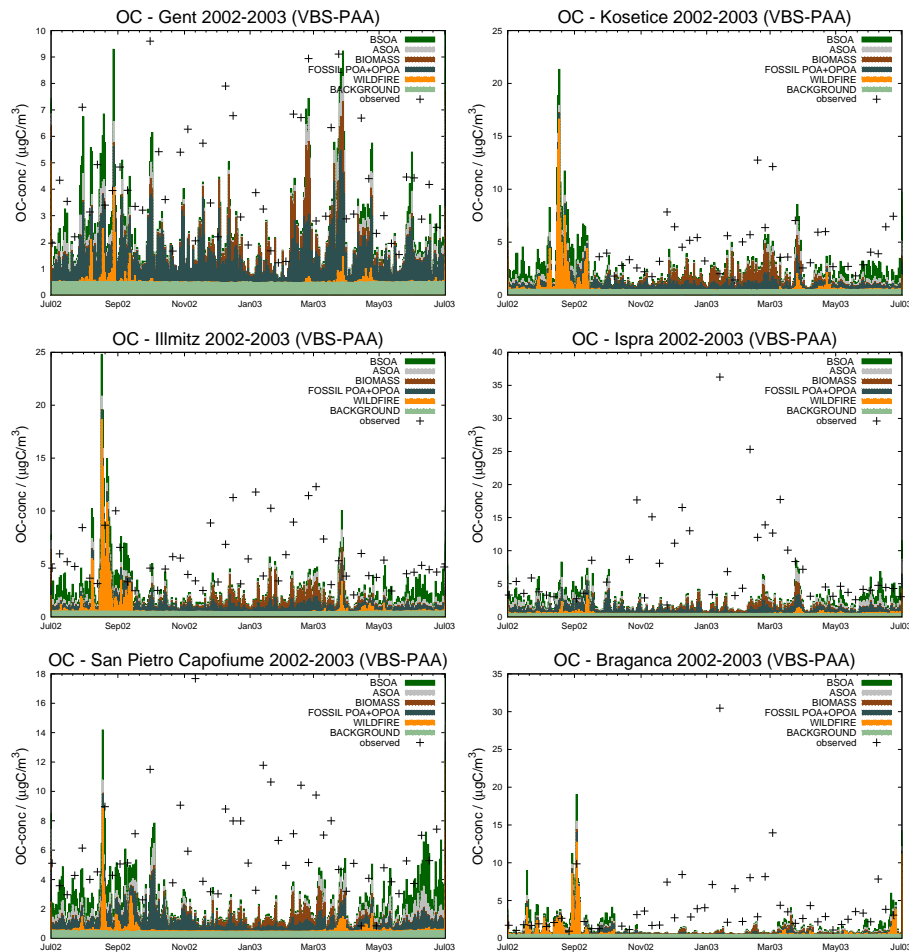 OC - Gent 2002-2003 (VBS-PAA)
OC-conc / (µgC/m³)
10
9
8
7
6
5
4
3
2
1
0
Jul02 Sep02 Nov02 Jan03 Mar03 May03 Jul03
BSOA
ASOA
BIOMASS
FOSSIL POA+OPOA
WILDFIRE
BACKGROUND
observed
OC - Kosetice 2002-2003 (VBS-PAA)
OC-conc / (µgC/m³)
25
20
15
10
5
0
Jul02 Sep02 Nov02 Jan03 Mar03 May03 Jul03
BSOA
ASOA
BIOMASS
FOSSIL POA+OPOA
WILDFIRE
BACKGROUND
observed
OC - Illmitz 2002-2003 (VBS-PAA)
OC-conc / (µgC/m³)
25
20
15
10
5
0
Jul02 Sep02 Nov02 Jan03 Mar03 May03 Jul03
BSOA
ASOA
BIOMASS
FOSSIL POA+OPOA
WILDFIRE
BACKGROUND
observed
OC - Ispra 2002-2003 (VBS-PAA)
OC-conc / (µgC/m³)
40
35
30
25
20
15
10
5
0
Jul02 Sep02 Nov02 Jan03 Mar03 May03 Jul03
BSOA
ASOA
BIOMASS
FOSSIL POA+OPOA
WILDFIRE
BACKGROUND
observed
OC - San Pietro Capofiume 2002-2003 (VBS-PAA)
OC-conc / (µgC/m³)
18
16
14
12
10
8
6
4
2
0
Jul02 Sep02 Nov02 Jan03 Mar03 May03 Jul03
BSOA
ASOA
BIOMASS
FOSSIL POA+OPOA
WILDFIRE
BACKGROUND
observed
OC - Braganca 2002-2003 (VBS-PAA)
OC-conc / (µgC/m³)
35
30
25
20
15
10
5
0
Jul02 Sep02 Nov02 Jan03 Mar03 May03 Jul03
BSOA
ASOA
BIOMASS
FOSSIL POA+OPOA
WILDFIRE
BACKGROUND
observed